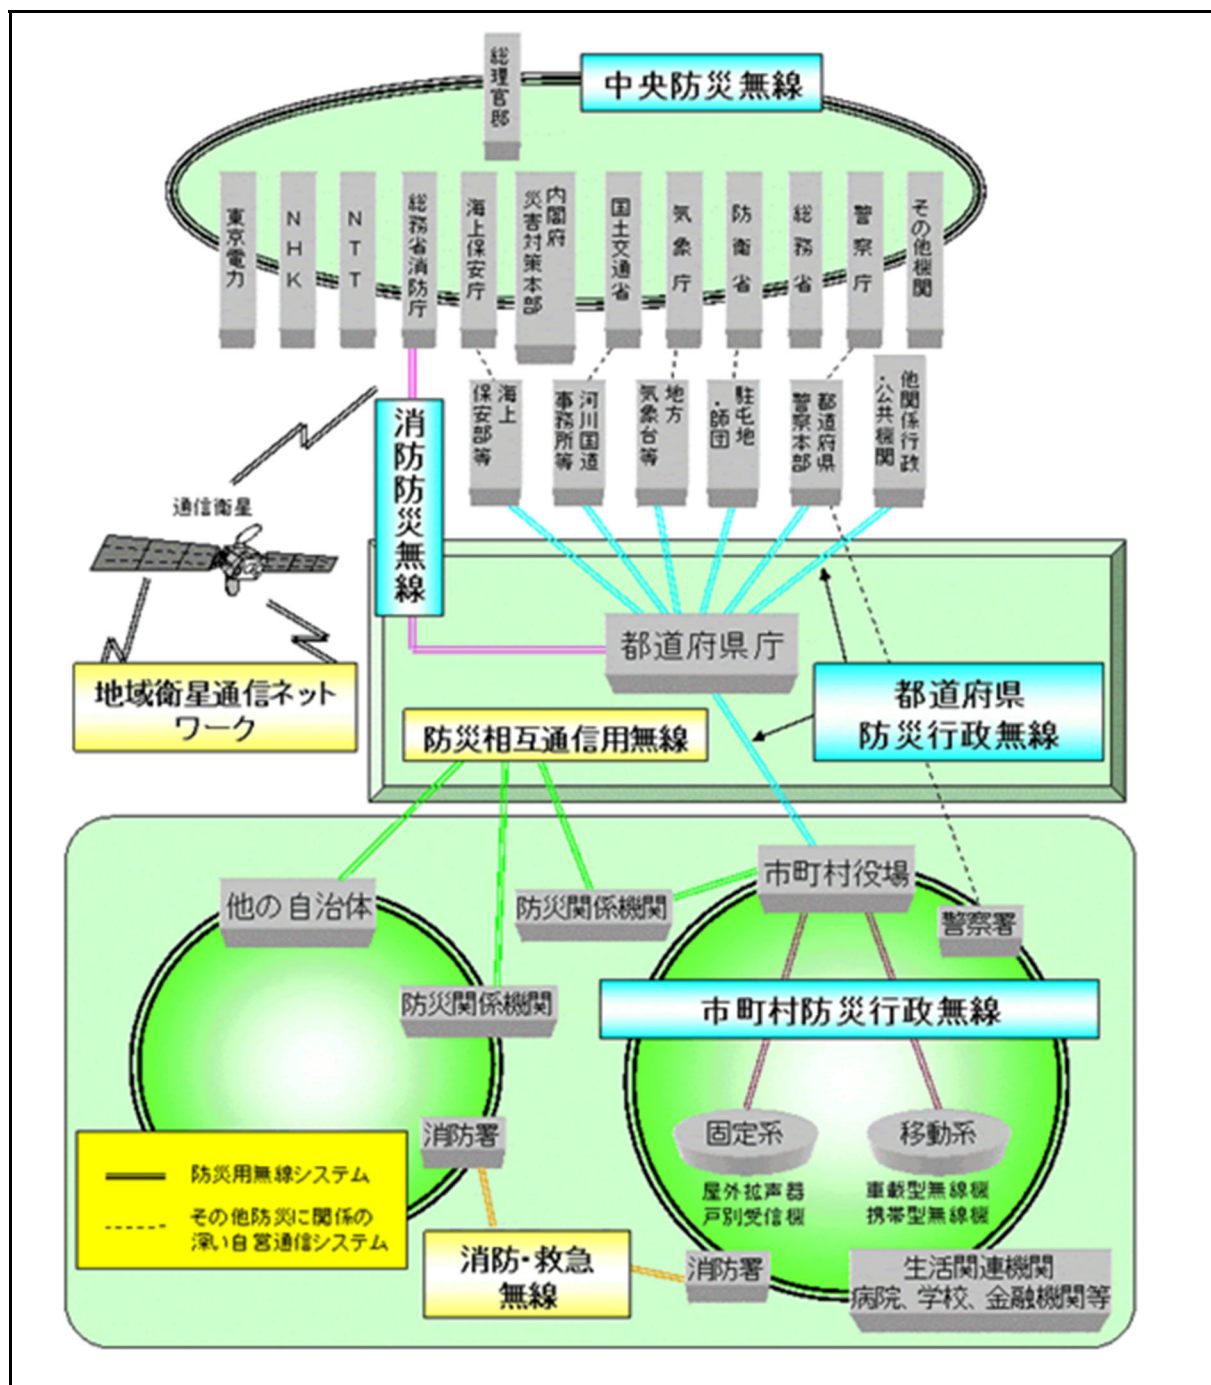 総理官邸
中央防災無線
東京電力
NHK
NTT
総務省消防庁
海上保安庁
内閣府
災害対策本部
国土交通省
気象庁
防衛省
総務省
警察庁
その他機関
海上
保安部等
河川国道
事務所等
地方
気象台等
駐屯地
・師団
都道府県
警察本部
他関係行政
・公共機関
消防防災無線
通信衛星
地域衛星通信ネット
ワーク
都道府県庁
都道府県
防災行政無線
防災相互通信用無線
他の自治体
防災関係機関
市町村役場
警察署
防災関係機関
市町村防災行政無線
消防署
固定系
移動系
屋外拡声器
戸別受信機
車載型無線機
携帯型無線機
防災用無線システム
その他防災に関係の
深い自営通信システム
消防・救急
無線
消防署
生活関連機関
病院、学校、金融機関等